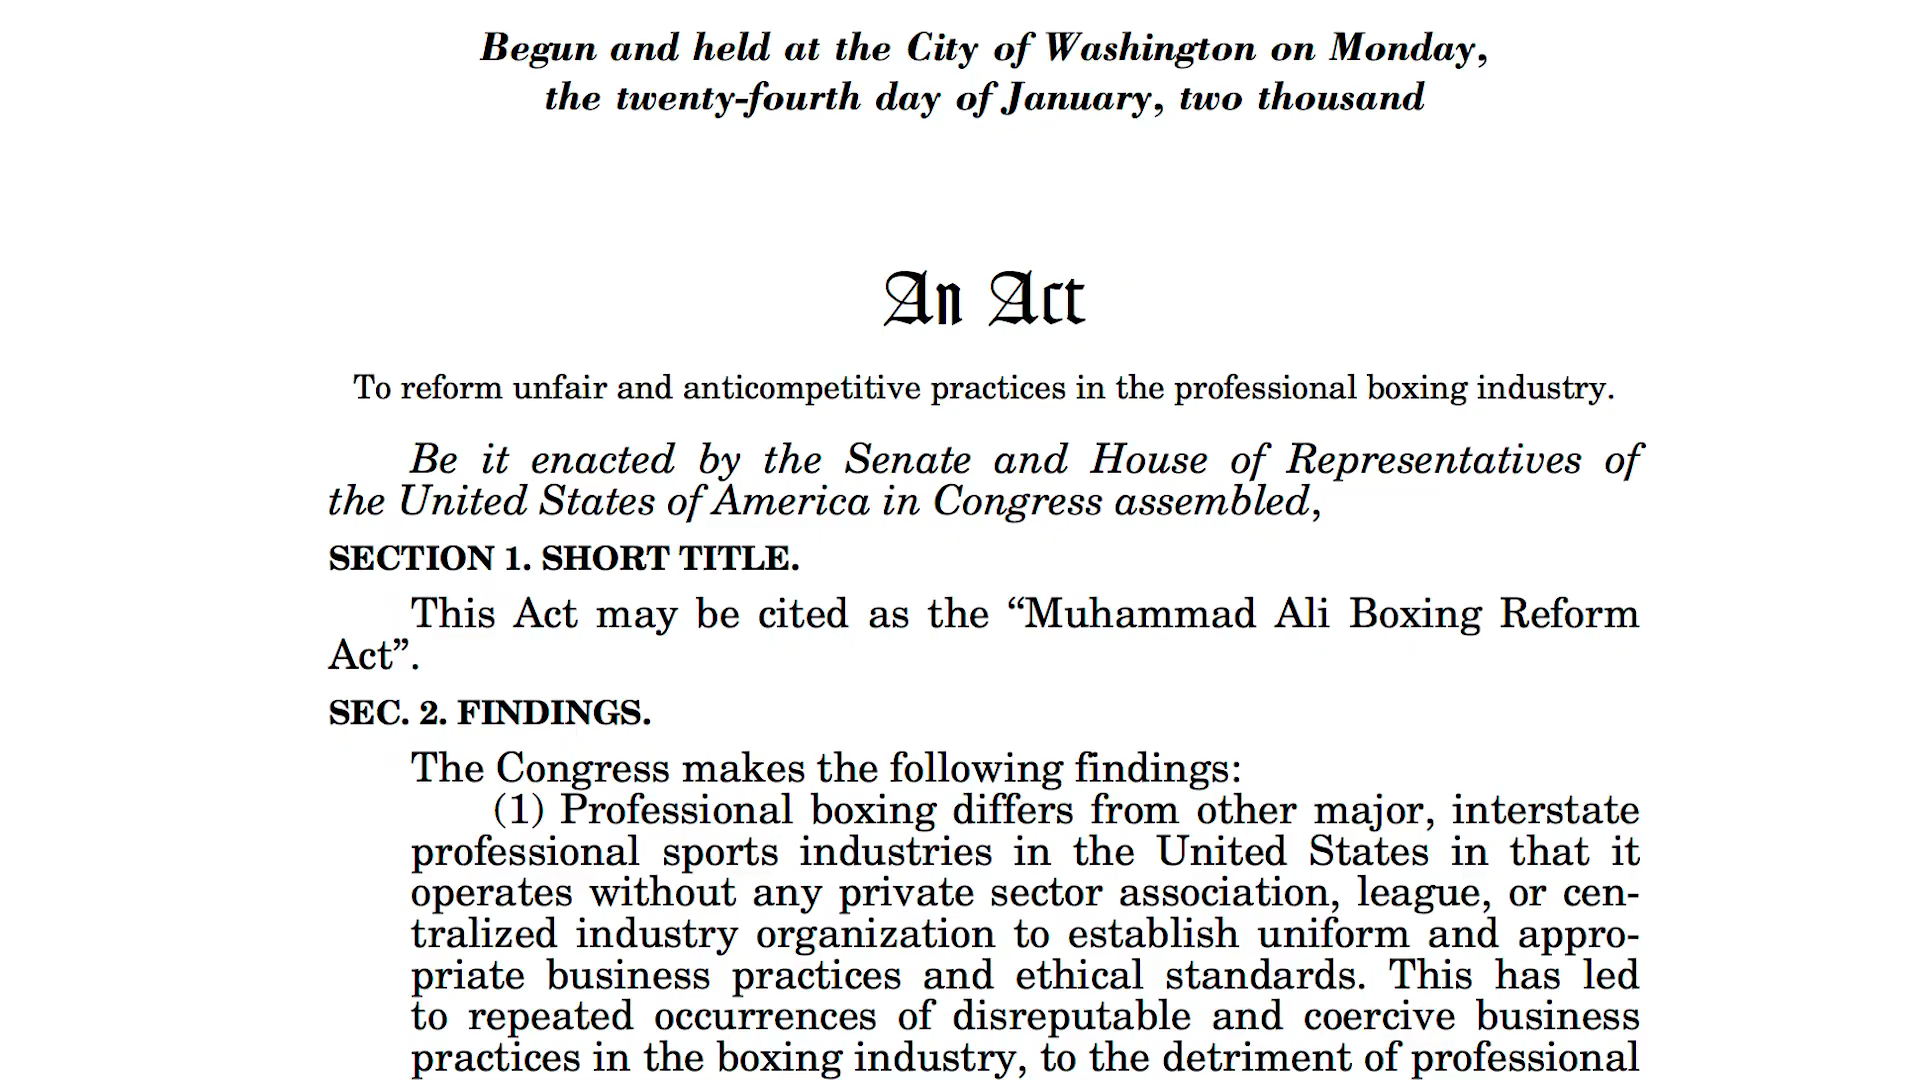 Begun and held at the City of Washington on Monday,
the twenty-fourth day of January, two thousand
An Act
To reform unfair and anticompetitive practices in the professional boxing industry.
Be it enacted by the Senate and House of Representatives of
the United States of America in Congress assembled,
SECTION 1. SHORT TITLE.
This Act may be cited as the “Muhammad Ali Boxing Reform
Act”.
SEC. 2. FINDINGS.
The Congress makes the following findings:
(1) Professional boxing differs from other major, interstate
professional sports industries in the United States in that it
operates without any private sector association, league, or cen-
tralized industry organization to establish uniform and appro-
priate business practices and ethical standards. This has led
to repeated occurrences of disreputable and coercive business
practices in the boxing industry, to the detriment of professional